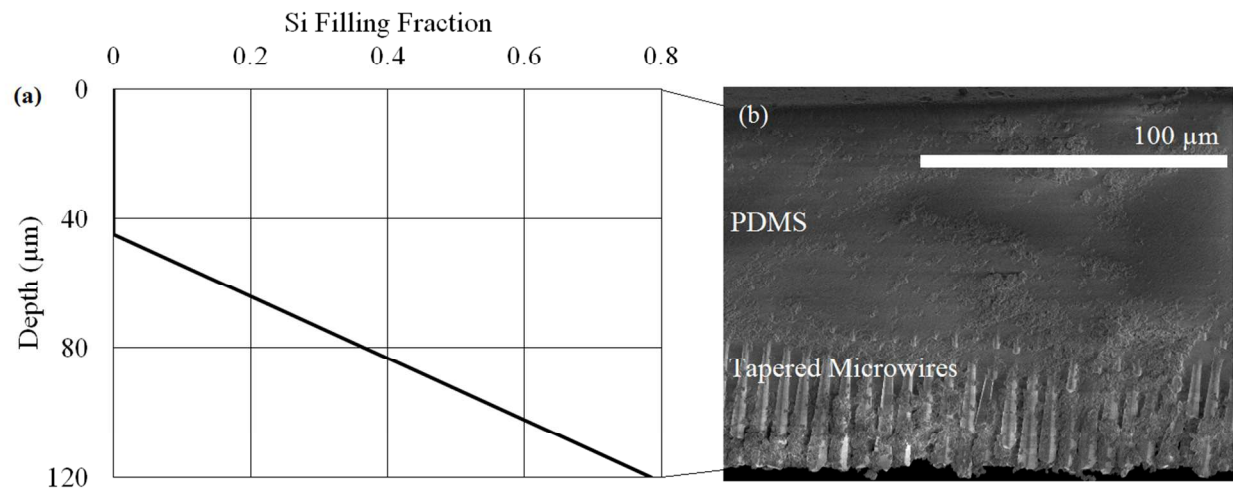 Si Filling Fraction
0 0.2 0.4 0.6 0.8
(a)
0
40
80
120
Depth (µm)
(b)
100 µm
PDMS
Tapered Microwires